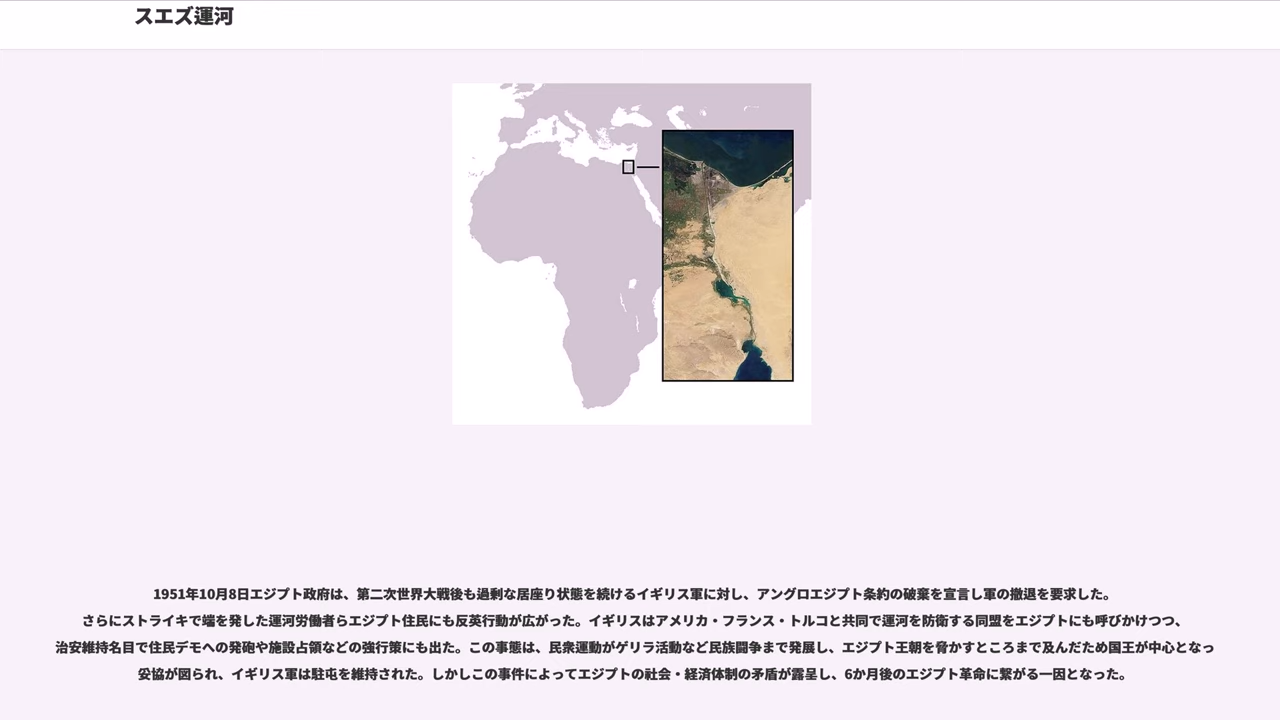 スエズ運河
1951年10月8日エジプト政府は、第二次世界大戦後も過剰な居座り状態を続けるイギリス軍に対し、アングロエジプト条約の破棄を宣言し軍の撤退を要求した。
さらにストライキで端を発した運河労働者らエジプト住民にも反英行動が広がった。イギリスはアメリカ・フランス・トルコと共同で運河を防衛する同盟をエジプトにも呼びかけつつ、
治安維持名目で住民デモへの発砲や施設占領などの強行策にも出た。この事態は、民衆運動がゲリラ活動など民族闘争まで発展し、エジプト王朝を脅かすところまで及んだため国王が中心となっ
妥協が図られ、イギリス軍は駐屯を維持された。しかしこの事件によってエジプトの社会・経済体制の矛盾が露呈し、6か月後のエジプト革命に繋がる一因となった。